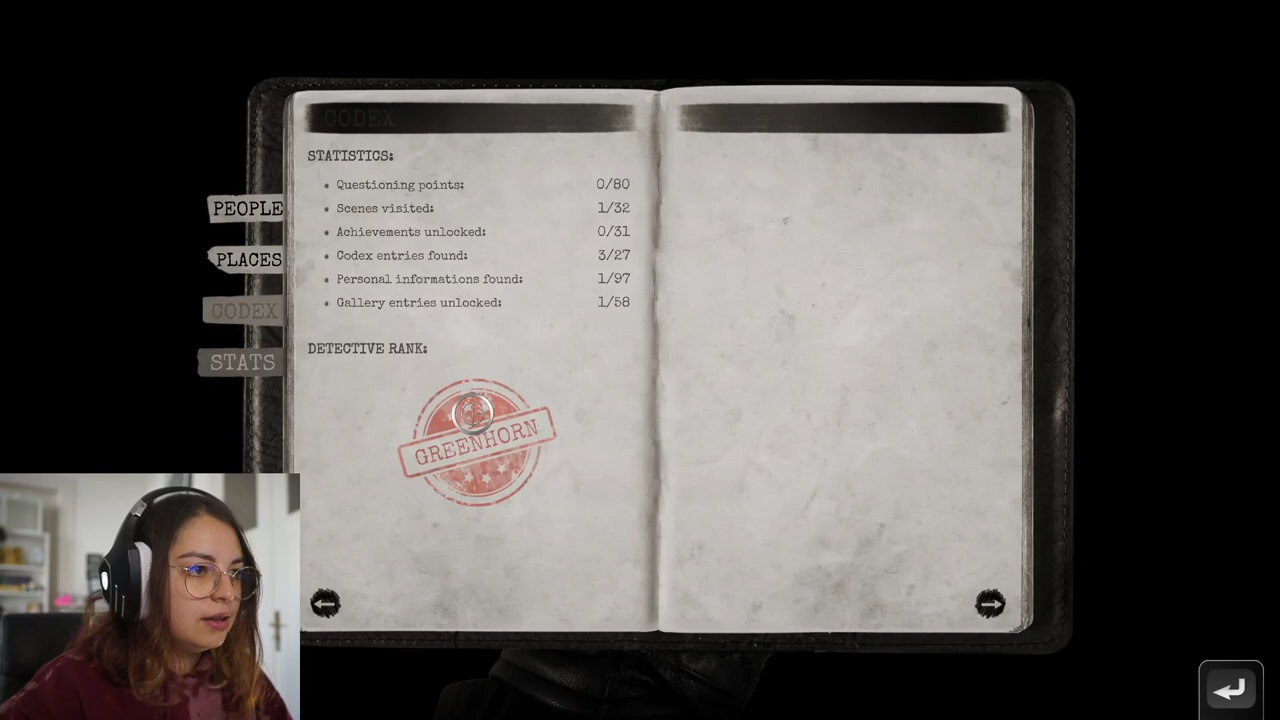 CODEX
STATISTICS:
Questioning points: 0/80
Scenes visited: 1/32
Achievements unlocked: 0/31
Codex entries found: 3/27
Personal informations found: 1/97
Gallery entries unlocked: 1/58
DETECTIVE RANK:
GREENHORN
PEOPLE
PLACES
CODEX
STATS